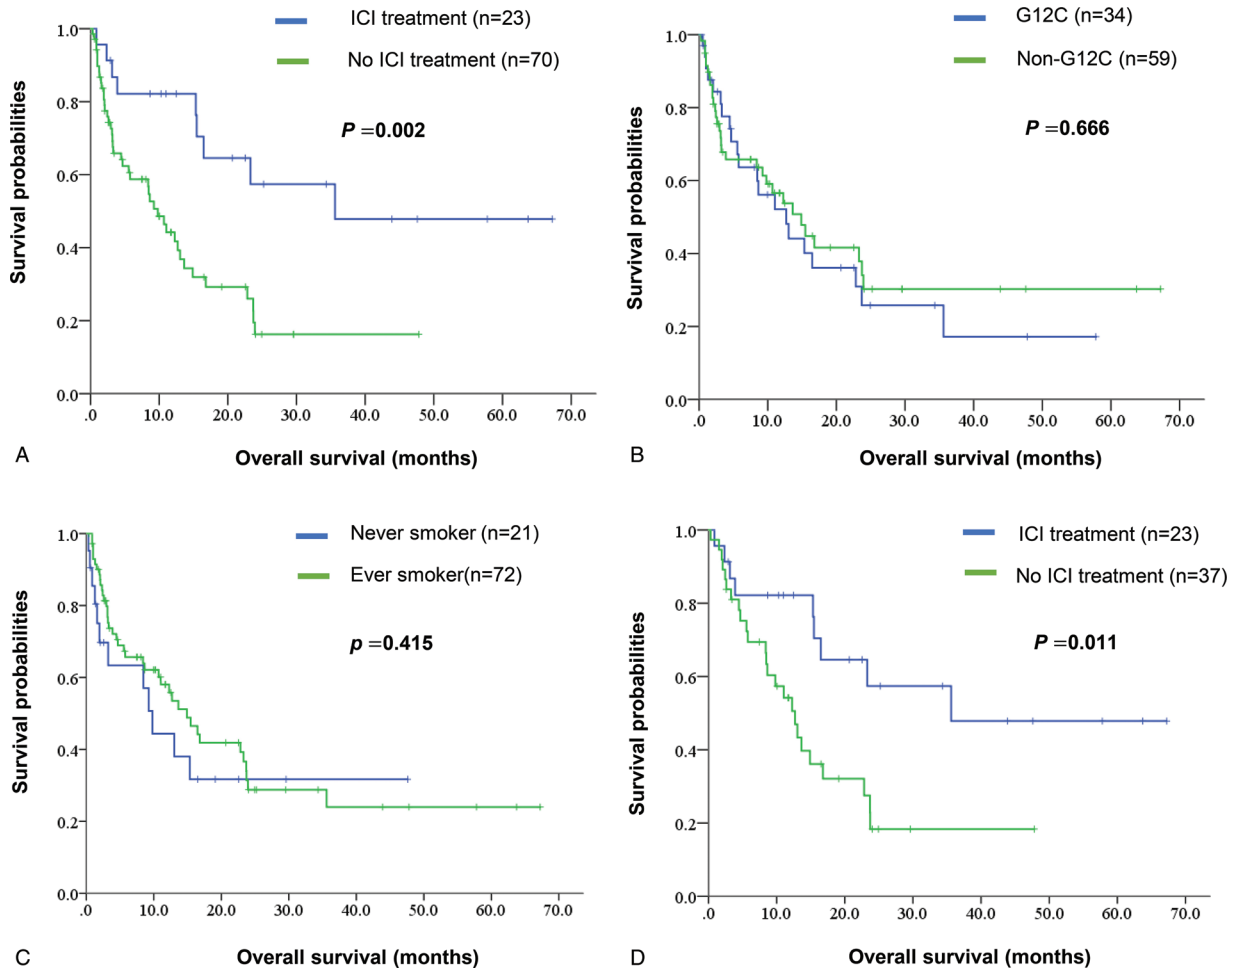 ICI treatment (n=23)
No ICI treatment (n=70)
P =0.002
Survival probabilities
1.0
0.8
0.6
0.4
0.2
0.0
.0 10.0 20.0 30.0 40.0 50.0 60.0 70.0
A
Overall survival (months)
G12C (n=34)
Non-G12C (n=59)
P =0.666
Survival probabilities
1.0
0.8
0.6
0.4
0.2
0.0
.0 10.0 20.0 30.0 40.0 50.0 60.0 70.0
B
Overall survival (months)
Never smoker (n=21)
Ever smoker(n=72)
p =0.415
Survival probabilities
1.0
0.8
0.6
0.4
0.2
0.0
.0 10.0 20.0 30.0 40.0 50.0 60.0 70.0
C
Overall survival (months)
ICI treatment (n=23)
No ICI treatment (n=37)
P =0.011
Survival probabilities
1.0
0.8
0.6
0.4
0.2
0.0
.0 10.0 20.0 30.0 40.0 50.0 60.0 70.0
D
Overall survival (months)